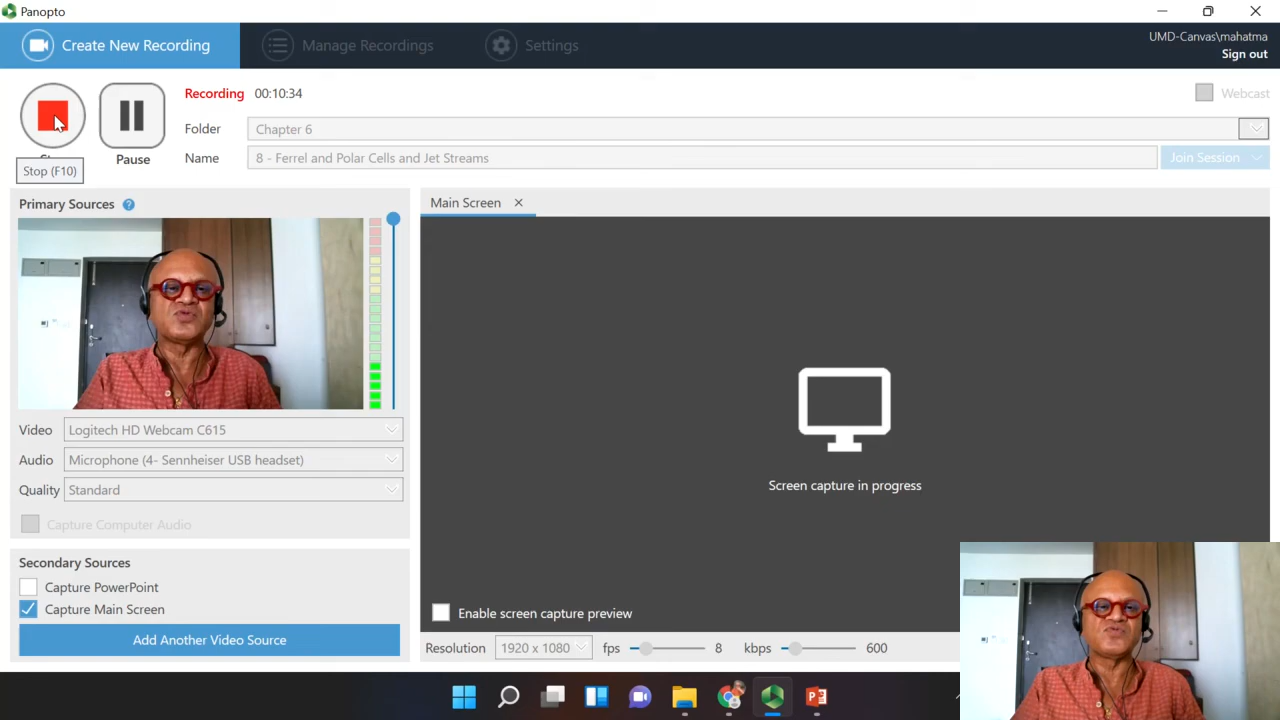 Panopto
Create New Recording
Manage Recordings
Settings
UMD-Canvas\mahatma
Sign out
Recording 00:10:34
Webcast
Folder Chapter 6
Pause
Name 8 - Ferrel and Polar Cells and Jet Streams
Join Session
Stop (F10)
Primary Sources ?
Main Screen
Video Logitech HD Webcam C615
Audio Microphone (4- Sennheiser USB headset)
Quality Standard
Capture Computer Audio
Screen capture in progress
Secondary Sources
Capture PowerPoint
Capture Main Screen
Add Another Video Source
Enable screen capture preview
Resolution 1920 x 1080 fps 8 kbps 600